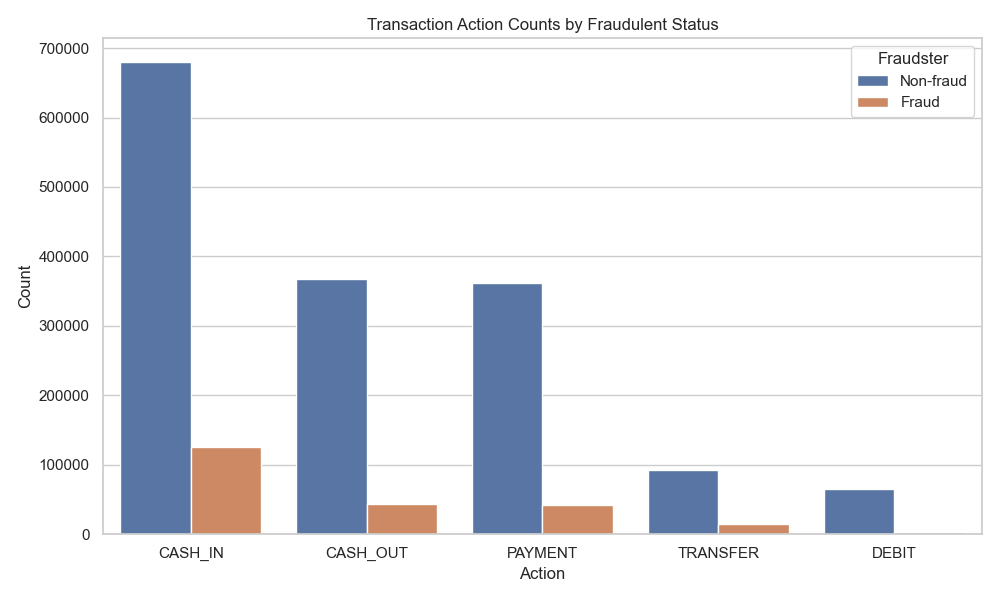 Transaction Action Counts by Fraudulent Status
Fraudster
Non-fraud
Fraud
700000
600000
500000
400000
300000
200000
100000
0
Count
CASH_IN
CASH_OUT
PAYMENT
TRANSFER
DEBIT
Action